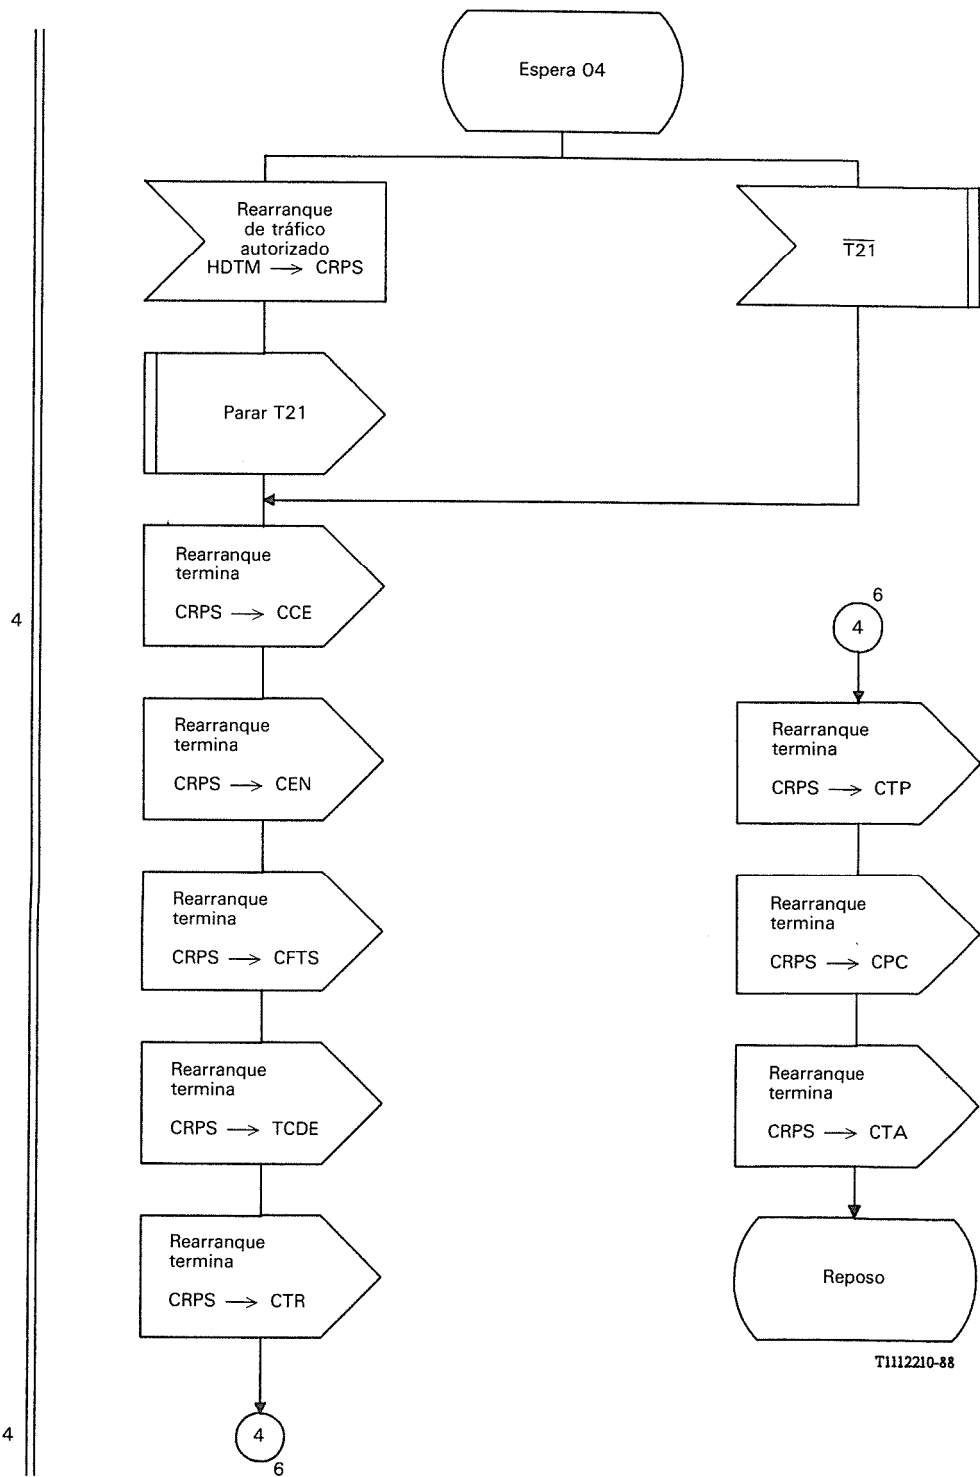 Espera 04
Rearranque
de tráfico
autorizado
HDTM → CRPS
T21
Parar T21
Rearranque
termina
CRPS → CCE
4
Rearranque
termina
CRPS → CEN
Rearranque
termina
CRPS → CFTS
Rearranque
termina
CRPS → TCDE
Rearranque
termina
CRPS → CTR
4
6
4
6
4
Rearranque
termina
CRPS → CTP
Rearranque
termina
CRPS → CPC
Rearranque
termina
CRPS → CTA
Reposo
T1112210-88